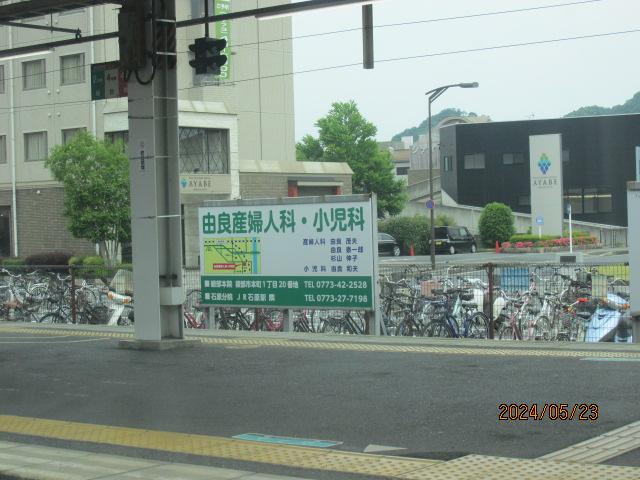 AYABE
由良産婦人科・小児科
産婦人科 由良 茂夫
由良 泰一郎
杉山 伸子
小児科 由良 和夫
■綾部本院 綾部市本町1丁目20番地 TEL 0773-42-2528
■石原分院 JR石原駅 隣 TEL 0773-27-7198
AYABE
2024/05/23